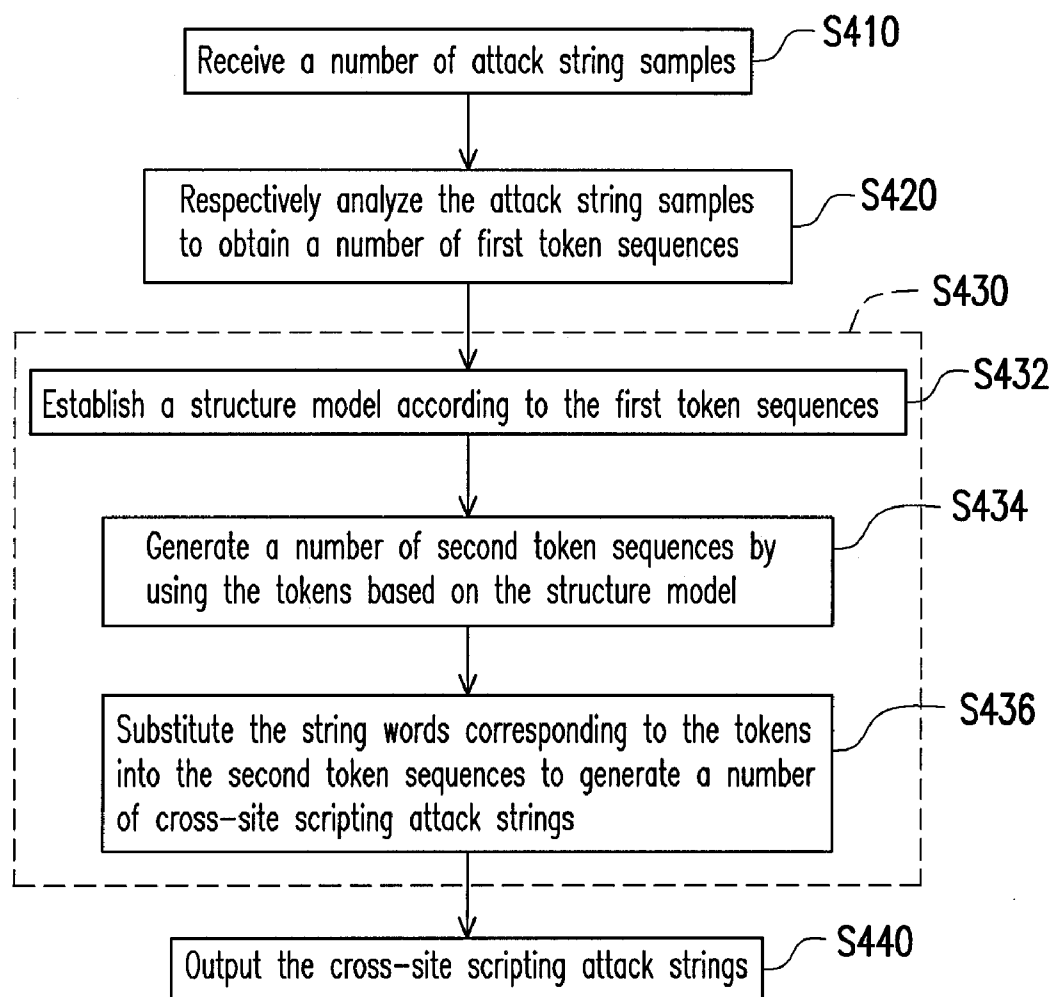 S410
Receive a number of attack string samples
S420
Respectively analyze the attack string samples
to obtain a number of first token sequences
S430
S432
Establish a structure model according to the first token sequences
S434
Generate a number of second token sequences by
using the tokens based on the structure model
S436
Substitute the string words corresponding to the tokens
into the second token sequences to generate a number
of cross-site scripting attack strings
S440
Output the cross-site scripting attack strings